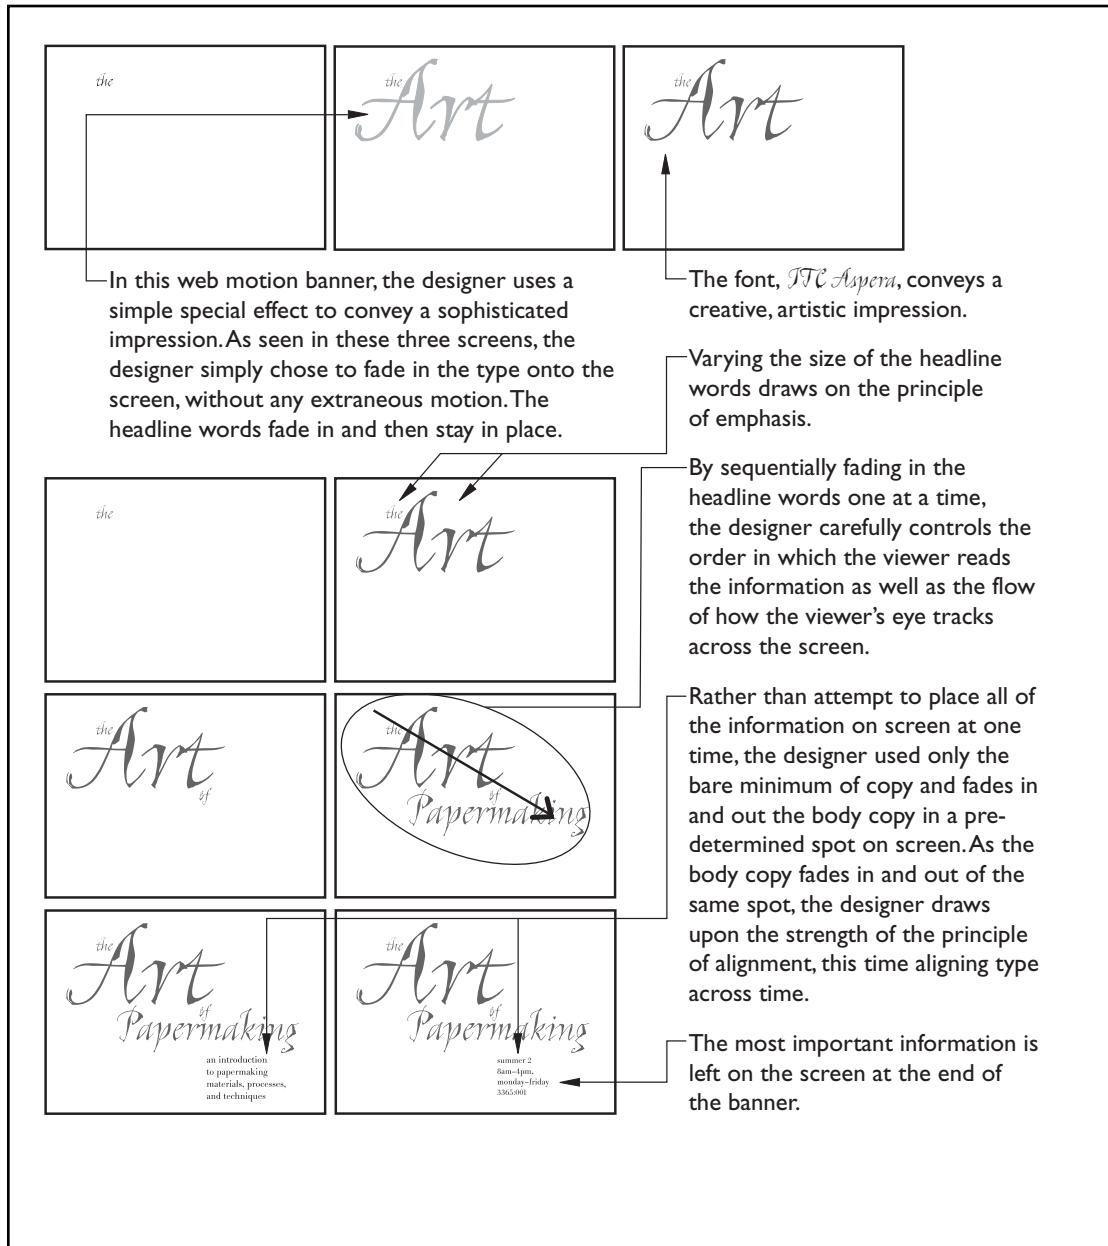 the
the
Art
the
Art
In this web motion banner, the designer uses a
simple special effect to convey a sophisticated
impression. As seen in these three screens, the
designer simply chose to fade in the type onto the
screen, without any extraneous motion. The
headline words fade in and then stay in place.
The font, ITC Aspera, conveys a
creative, artistic impression.
Varying the size of the headline
words draws on the principle
of emphasis.
By sequentially fading in the
headline words one at a time,
the designer carefully controls the
order in which the viewer reads
the information as well as the flow
of how the viewer's eye tracks
across the screen.
the
the
Art
the
Art
of
the
Art
of
Papermaking
Rather than attempt to place all of
the information on screen at one
time, the designer used only the
bare minimum of copy and fades in
and out the body copy in a pre-
determined spot on screen. As the
body copy fades in and out of the
same spot, the designer draws
upon the strength of the principle
of alignment, this time aligning type
across time.
the
Art
of
Papermaking
an introduction
to papermaking
materials, processes,
and techniques
the
Art
of
Papermaking
summer 2
8am–4pm,
monday–friday
3365:001
The most important information is
left on the screen at the end of
the banner.